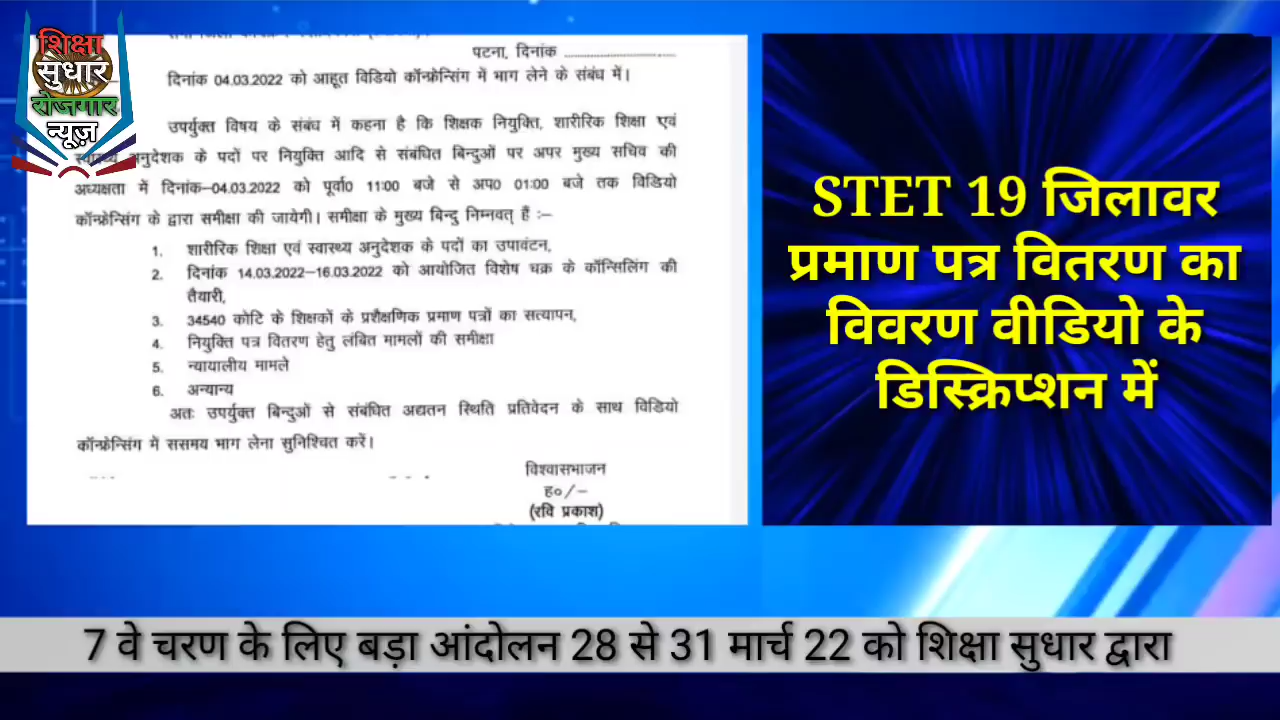 शिक्षा
सुधार
रोजगार
न्यूज़
पटना, दिनांक ...............................
दिनांक 04.03.2022 को आहूत विडियो कॉन्फ्रेन्सिंग में भाग लेने के संबंध में।
उपर्युक्त विषय के संबंध में कहना है कि शिक्षक नियुक्ति, शारीरिक शिक्षा एवं
स्वास्थ्य अनुदेशक के पदों पर नियुक्ति आदि से संबंधित बिन्दुओं पर अपर मुख्य सचिव की
अध्यक्षता में दिनांक–04.03.2022 को पूर्वा0 11:00 बजे से अप0 01:00 बजे तक विडियो
कॉन्फ्रेन्सिंग के द्वारा समीक्षा की जायेगी। समीक्षा के मुख्य बिन्दु निम्नवत् हैं :–
1. शारीरिक शिक्षा एवं स्वास्थ्य अनुदेशक के पदों का उपावंटन,
2. दिनांक 14.03.2022–16.03.2022 को आयोजित विशेष चक्र के कॉन्सिलिंग की
तैयारी,
3. 34540 कोटि के शिक्षकों के प्रशैक्षणिक प्रमाण पत्रों का सत्यापन,
4. नियुक्ति पत्र वितरण हेतु लंबित मामलों की समीक्षा
5. न्यायालीय मामले
6. अन्यान्य
अतः उपर्युक्त बिन्दुओं से संबंधित अद्यतन स्थिति प्रतिवेदन के साथ विडियो
कॉन्फ्रेन्सिंग में ससमय भाग लेना सुनिश्चित करें।
विश्वासभाजन
ह०/–
(रवि प्रकाश)
STET 19 जिलावर
प्रमाण पत्र वितरण का
विवरण वीडियो के
डिस्क्रिप्शन में
7 वे चरण के लिए बड़ा आंदोलन 28 से 31 मार्च 22 को शिक्षा सुधार द्वारा